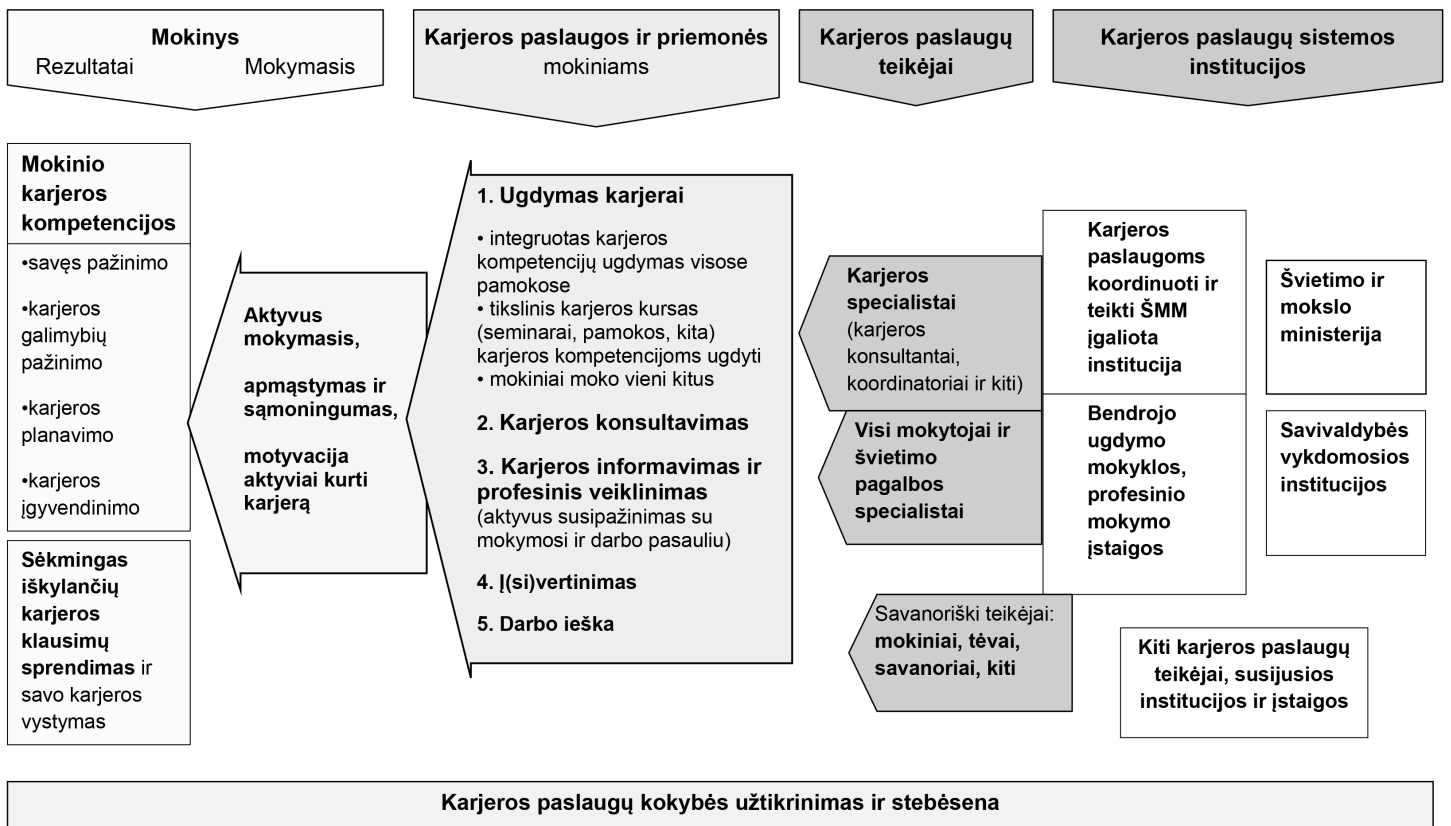 Mokinys
Rezultatai Mokymasis
Karjeros paslaugos ir priemonės
mokiniams
Karjeros paslaugų
teikėjai
Karjeros paslaugų sistemos
institucijos
Mokinio
karjeros
kompetencijos
•savęs pažinimo
•karjeros
galimybių
pažinimo
•karjeros
planavimo
•karjeros
įgyvendinimo
Sėkmingas
iškylančių
karjeros
klausimų
sprendimas ir
savo karjeros
vystymas
Aktyvus
mokymasis,
apmąstymas ir
sąmoningumas,
motyvacija
aktyviai kurti
karjerą
1. Ugdymas karjerai
• integruotas karjeros
kompetencijų ugdymas visose
pamokose
• tikslinis karjeros kursas
(seminarai, pamokos, kita)
karjeros kompetencijoms ugdyti
• mokiniai moko vieni kitus
2. Karjeros konsultavimas
3. Karjeros informavimas ir
profesinis veiklinimas
(aktyvus susipažinimas su
mokymosi ir darbo pasauliu)
4. Į(si)vertinimas
5. Darbo ieška
Karjeros
specialistai
(karjeros
konsultantai,
koordinatoriai ir kiti)
Visi mokytojai ir
švietimo
pagalbos
specialistai
Savanoriški teikėjai:
mokiniai, tėvai,
savanoriai, kiti
Karjeros
paslaugoms
koordinuoti ir
teikti ŠMM
įgaliota
institucija
Bendrojo
ugdymo
mokyklos,
profesinio
mokymo
įstaigos
Švietimo ir
mokslo
ministerija
Savivaldybės
vykdomosios
institucijos
Kiti karjeros paslaugų
teikėjai, susijusios
institucijos ir įstaigos
Karjeros paslaugų kokybės užtikrinimas ir stebėsena